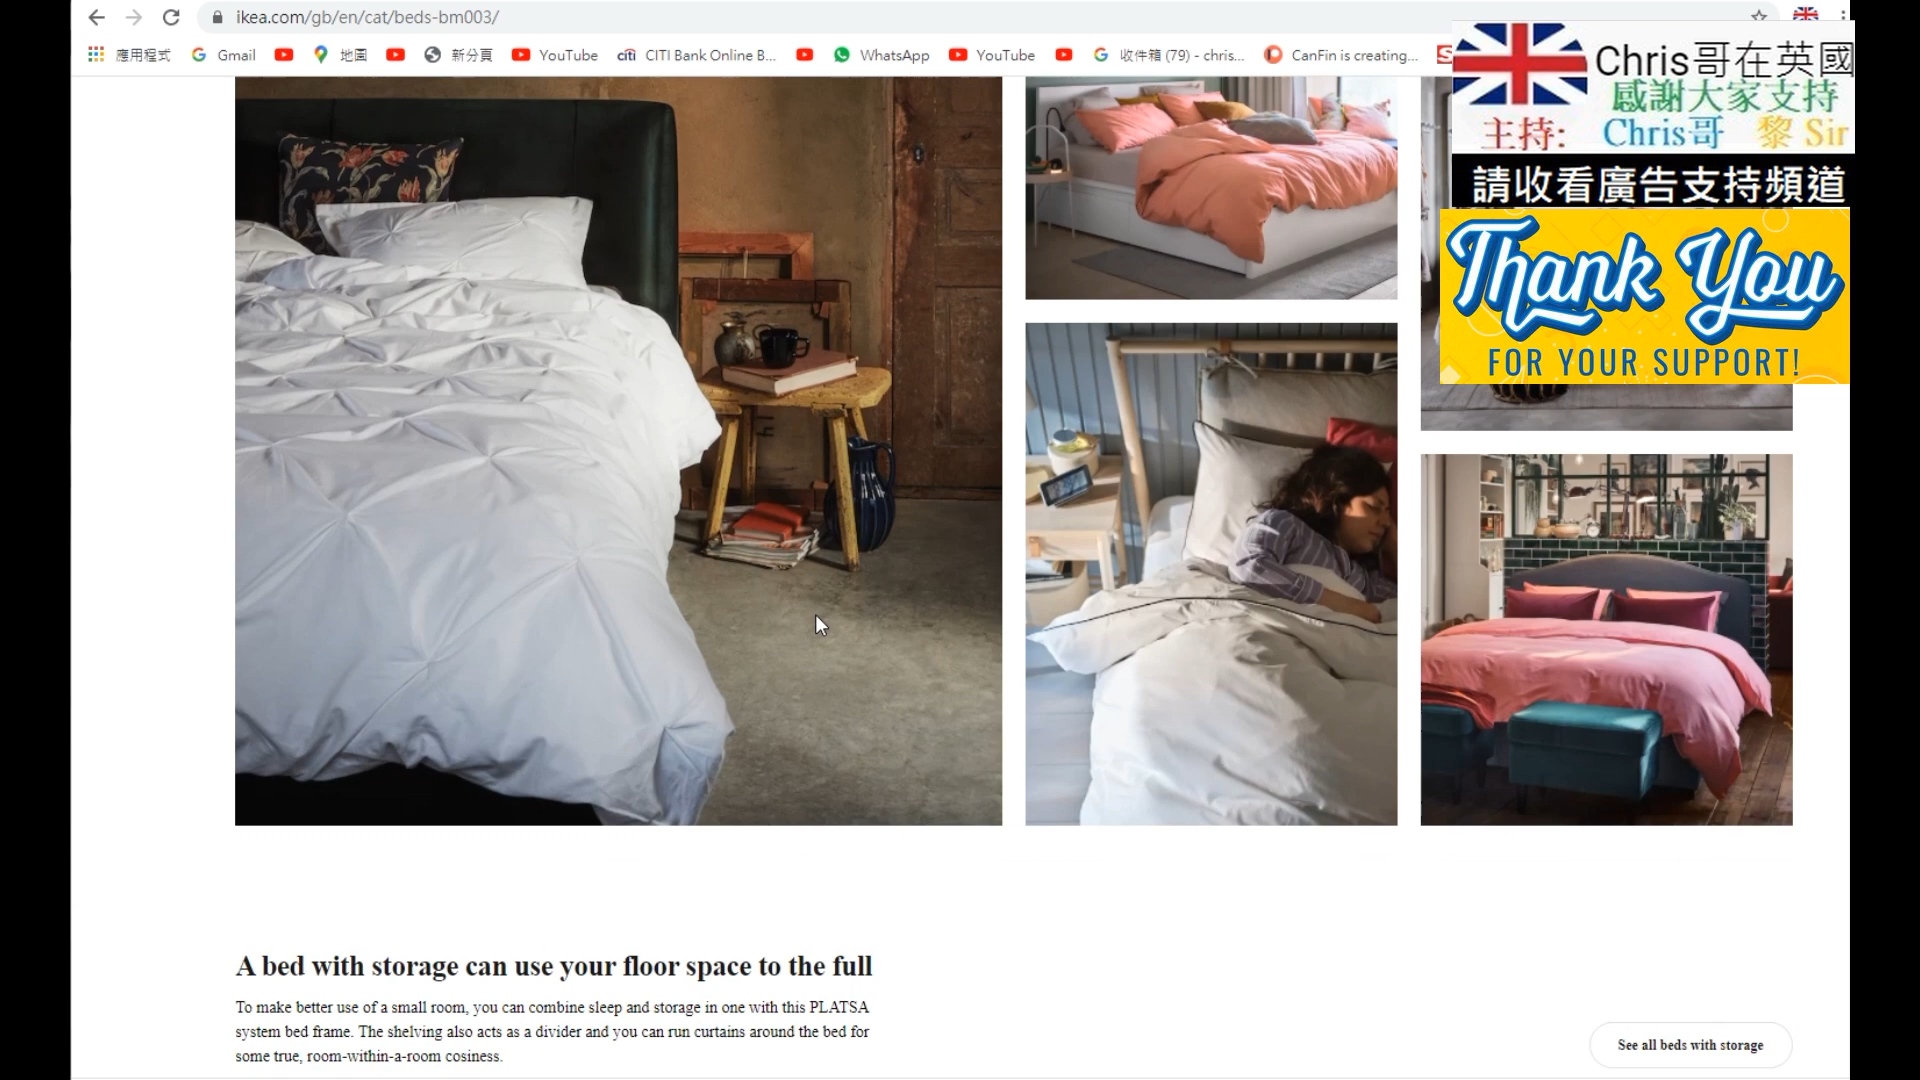 ikea.com/gb/en/cat/beds-bm003/
應用程式 Gmail 地圖 新分頁 YouTube citi CITI Bank Online B... WhatsApp YouTube 收件箱 (79) - chris... CanFin is creating... S
Chris哥在英國
感謝大家支持
主持: Chris哥 黎 Sir
請收看廣告支持頻道
Thank You
FOR YOUR SUPPORT!
A bed with storage can use your floor space to the full
To make better use of a small room, you can combine sleep and storage in one with this PLATSA
system bed frame. The shelving also acts as a divider and you can run curtains around the bed for
some true, room-within-a-room cosiness.
See all beds with storage